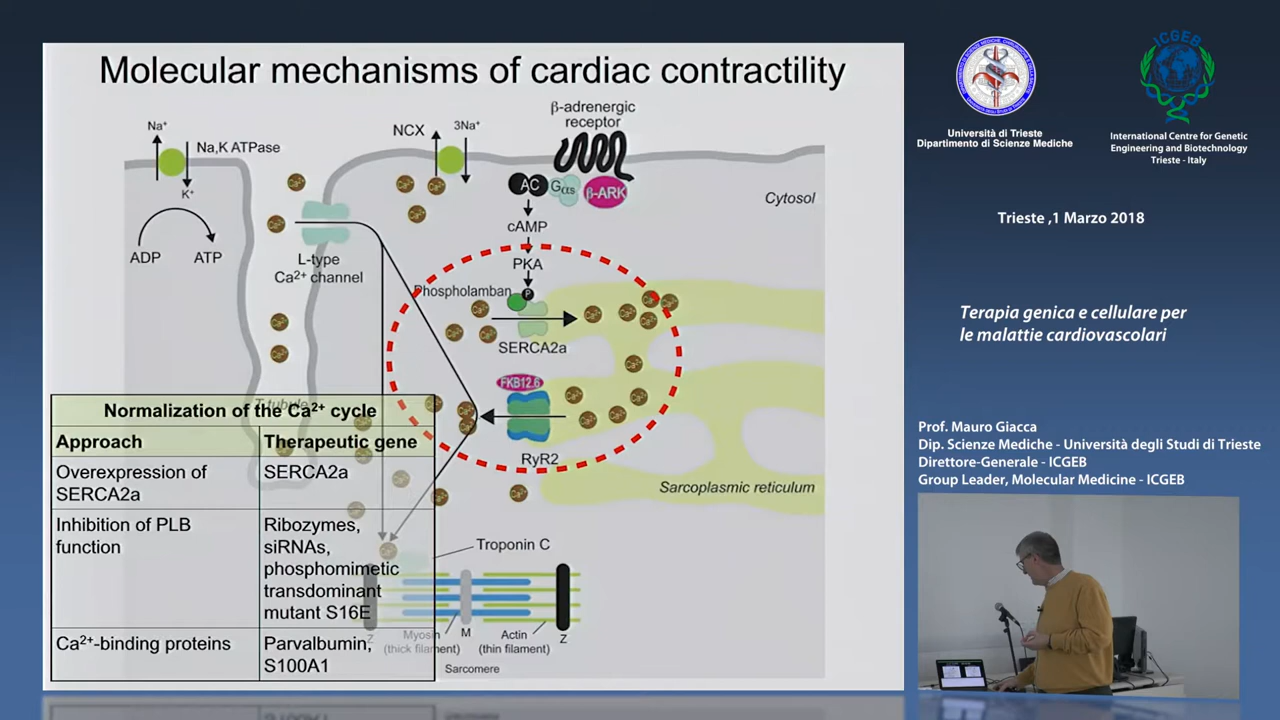 Molecular mechanisms of cardiac contractility
Na⁺
Na,K ATPase
K⁺
ADP
ATP
NCX
3Na⁺
β-adrenergic
receptor
AC
Gαs
β-ARK
Cytosol
cAMP
PKA
L-type
Ca²⁺ channel
Phospholamban
P
SERCA2a
FKB12.6
RyR2
Sarcoplasmic reticulum
T tubule
Normalization of the Ca²⁺ cycle
Approach
Therapeutic gene
Overexpression of
SERCA2a
SERCA2a
Inhibition of PLB
function
Ribozymes,
siRNAs,
phosphomimetic
transdominant
mutant S16E
Ca²⁺-binding proteins
Parvalbumin,
S100A1
Troponin C
Z
Myosin
(thick filament)
M
Actin
(thin filament)
Z
Sarcomere
Università di Trieste
Dipartimento di Scienze Mediche
ICGEB
International Centre for Genetic
Engineering and Biotechnology
Trieste - Italy
Trieste ,1 Marzo 2018
Terapia genica e cellulare per
le malattie cardiovascolari
Prof. Mauro Giacca
Dip. Scienze Mediche - Università degli Studi di Trieste
Direttore-Generale - ICGEB
Group Leader, Molecular Medicine - ICGEB